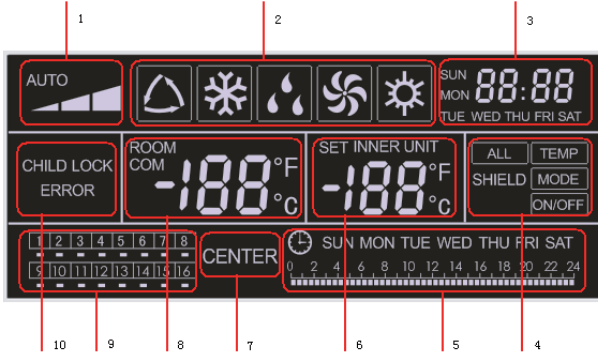 1 2 3
AUTO
SUN
MON 88:88
TUE WED THU FRI SAT
CHILD LOCK
ERROR
ROOM
COM
-188 °F
°C
SET INNER UNIT
-188 °F
°C
ALL TEMP
SHIELD MODE
ON/OFF
1 2 3 4 5 6 7 8
9 10 11 12 13 14 15 16
CENTER
SUN MON TUE WED THU FRI SAT
0 2 4 6 8 10 12 14 16 18 20 22 24
10 9 8 7 6 5 4